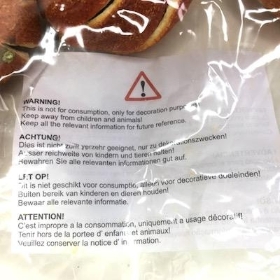 WARNING!
This is not for consumption, only for decoration purposes!
Keep away from children and animals!
Keep all the relevant information for future reference.
ACHTUNG!
Dies ist nicht zum verzehr geeignet, nur zu dekorationszwecken!
Ausser reichweite von kindern und tieren halten!
Bewahren Sie alle relevanten informationen gut auf.
LET OP!
Dit is niet geschikt voor consumptie, alleen voor decoratieve doeleinden!
Buiten bereik van kinderen en dieren houden!
Bewaar alle relevante informatie.
ATTENTION!
C'est impropre a la consommation, uniquement a usage décoratif!
Tenir hors de la portee d' enfants et animaux!
Veuillez conserver la notice d' information.